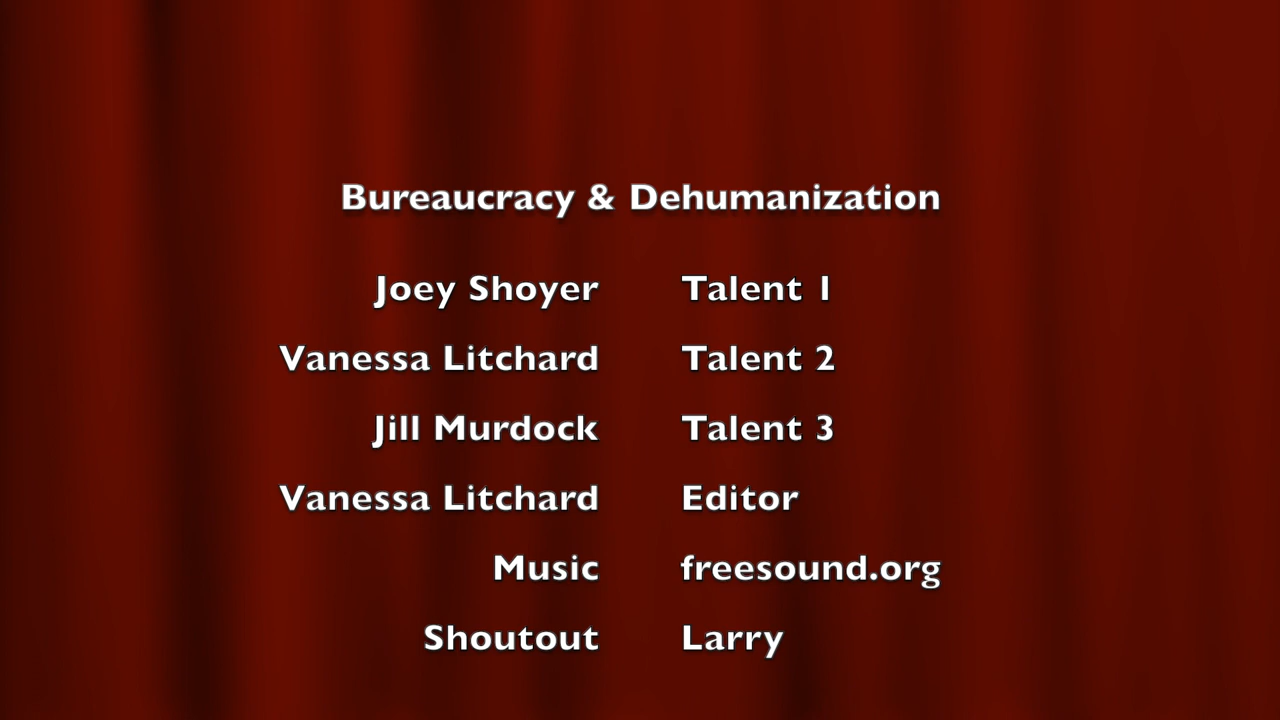 Bureaucracy & Dehumanization
Joey Shoyer Talent 1
Vanessa Litchard Talent 2
Jill Murdock Talent 3
Vanessa Litchard Editor
Music freesound.org
Shoutout Larry